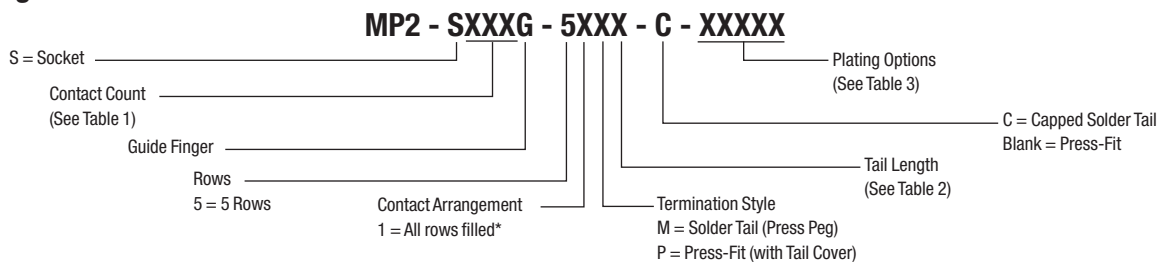 MP2 - SXXXG - 5XXX - C - XXXXX
S = Socket
Plating Options
(See Table 3)
Contact Count
(See Table 1)
C = Capped Solder Tail
Blank = Press-Fit
Guide Finger
Tail Length
(See Table 2)
Rows
5 = 5 Rows
Contact Arrangement
1 = All rows filled*
Termination Style
M = Solder Tail (Press Peg)
P = Press-Fit (with Tail Cover)